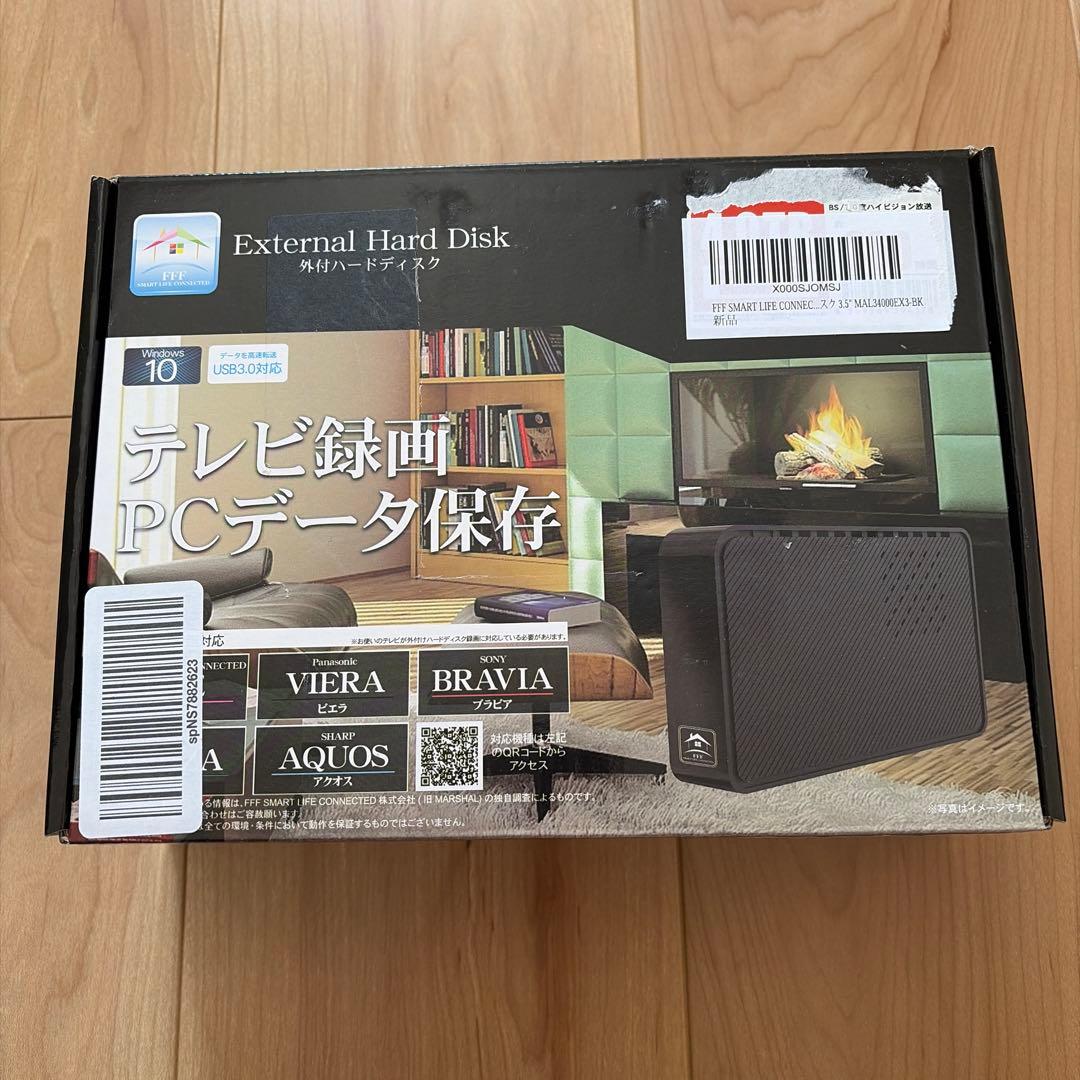 External Hard Disk
外付ハードディスク
FFF
SMART LIFE CONNECTED
BS/
度ハイビジョン放送
X000SJOMSJ
FFF SMART LIFE CONNEC...スク 3.5" MAL34000EX3-BK
新品
Windows
10
データを高速転送
USB3.0対応
テレビ録画
PCデータ保存
対応
※お使いのテレビが外付けハードディスク録画に対応している必要があります。
Panasonic
VIERA
ビエラ
SONY
BRAVIA
ブラビア
A
SHARP
AQUOS
アクオス
対応機種は左記
のQRコードから
アクセス
spNS7882623
る情報は、FFF SMART LIFE CONNECTED 株式会社 (旧 MARSHAL) の独自調査によるものです。
合わせはご容赦願います。
全ての環境・条件において動作を保証するものではございません。
※写真はイメージです。
FFF